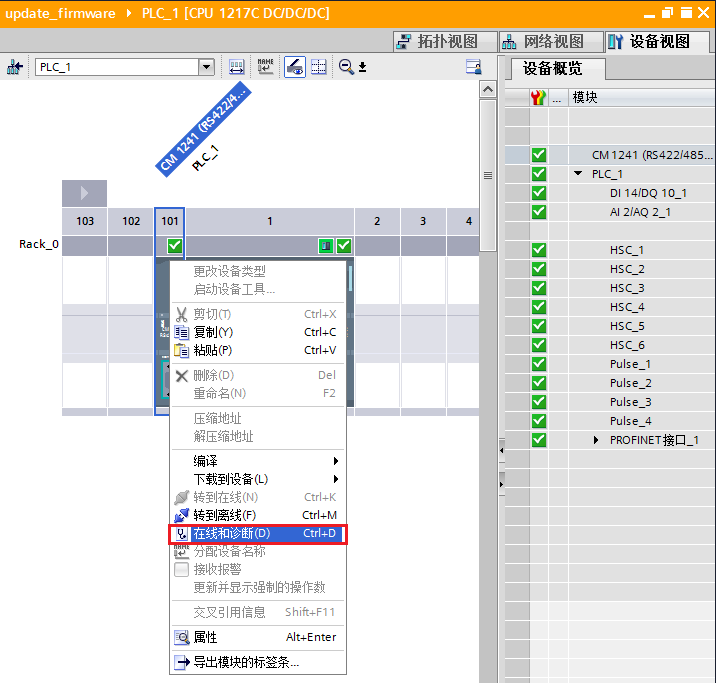 update_firmware ▸ PLC_1 [CPU 1217C DC/DC/DC]
拓扑视图
网络视图
设备视图
PLC_1
设备概览
... 模块
CM 1241 (RS422/4...
PLC_1
103 102 101 1 2 3 4
Rack_0
更改设备类型
启动设备工具...
剪切(T) Ctrl+X
复制(Y) Ctrl+C
粘贴(P) Ctrl+V
删除(D) Del
重命名(N) F2
压缩地址
解压缩地址
编译
下载到设备(L)
转到在线(N) Ctrl+K
转到离线(F) Ctrl+M
在线和诊断(D) Ctrl+D
分配设备名称
接收报警
更新并显示强制的操作数
交叉引用信息 Shift+F11
属性 Alt+Enter
导出模块的标签条...
CM 1241 (RS422/485...
PLC_1
DI 14/DQ 10_1
AI 2/AQ 2_1
HSC_1
HSC_2
HSC_3
HSC_4
HSC_5
HSC_6
Pulse_1
Pulse_2
Pulse_3
Pulse_4
PROFINET接口_1